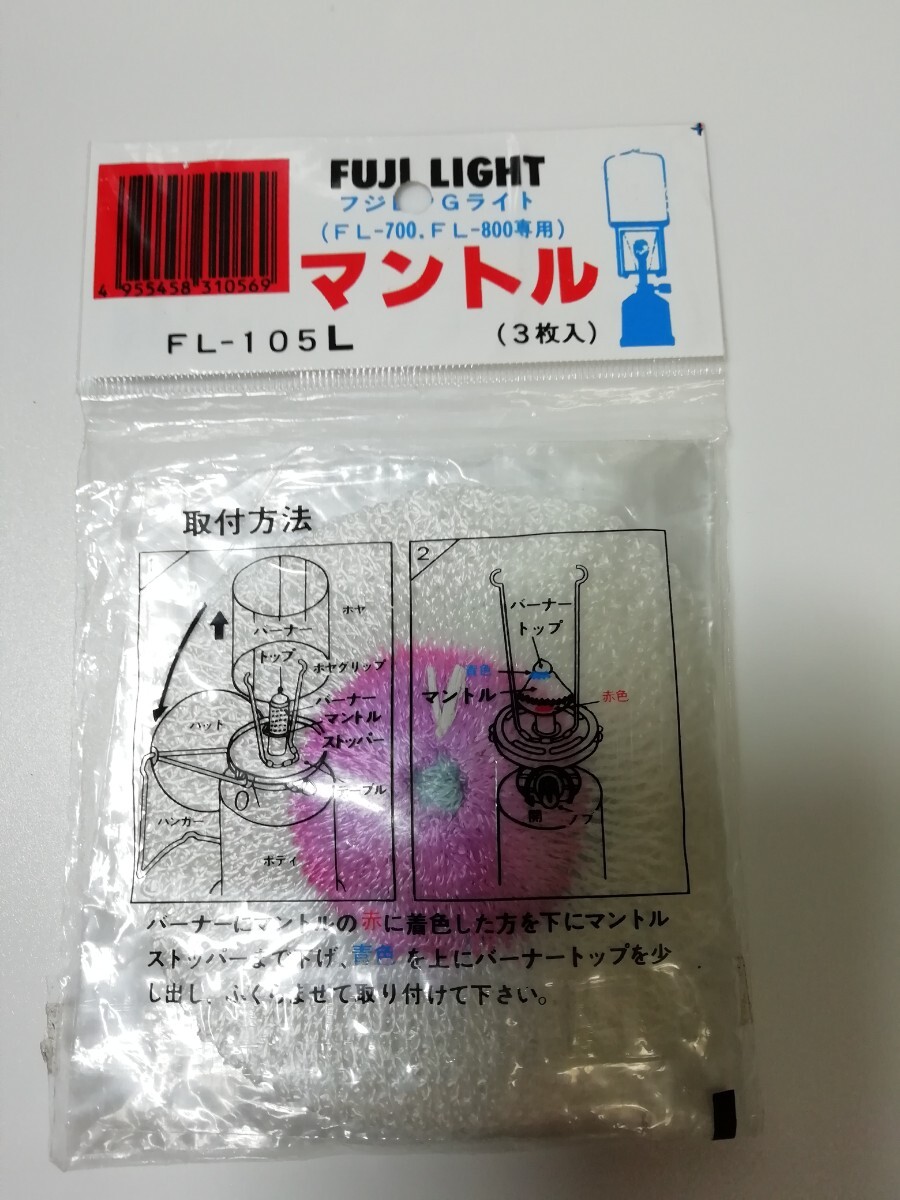 FUJI LIGHT
フジLPGライト
(FL-700.FL-800専用)
マントル
4 955458 310569
FL-105L
(3枚入)
取付方法
ホヤ
バーナー
トップ
ホヤグリップ
バーナー
マントル
ストッパー
ハット
テーブル
ハンガー
ボディ
2
バーナー
トップ
青色
マントル
赤色
開
バーナーにマントルの赤に着色した方を下にマントル
ストッパーまで下げ、青色を上にバーナートップを少
し出し、ふくらませて取り付けて下さい。